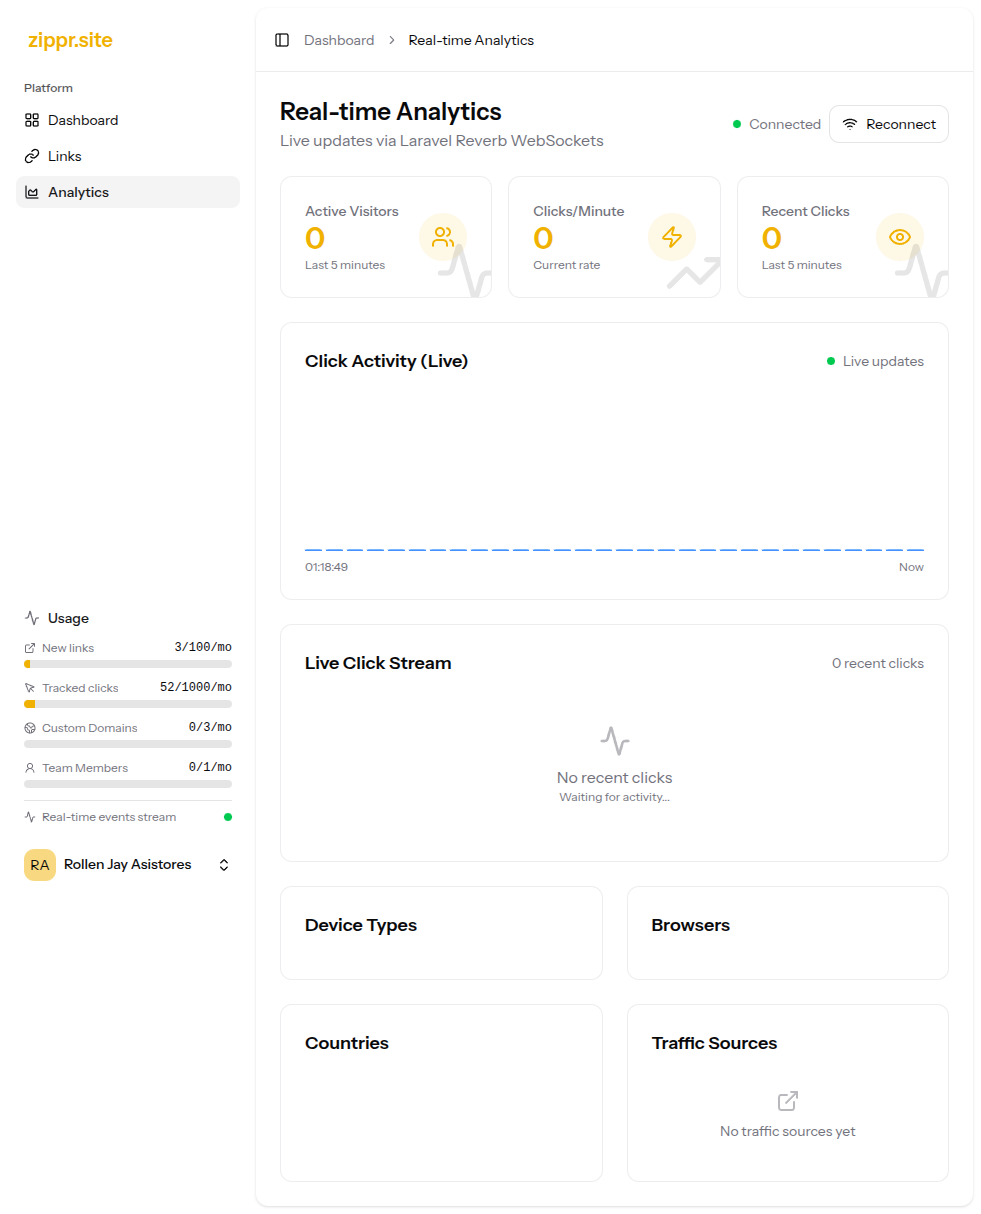 zippr.site
Platform
Dashboard
Links
Analytics
Usage
New links 3/100/mo
Tracked clicks 52/1000/mo
Custom Domains 0/3/mo
Team Members 0/1/mo
Real-time events stream
RA Rollen Jay Asistores
Dashboard > Real-time Analytics
Real-time Analytics
Live updates via Laravel Reverb WebSockets
Connected Reconnect
Active Visitors
0
Last 5 minutes
Clicks/Minute
0
Current rate
Recent Clicks
0
Last 5 minutes
Click Activity (Live) Live updates
01:18:49 Now
Live Click Stream 0 recent clicks
No recent clicks
Waiting for activity...
Device Types
Browsers
Countries
Traffic Sources
No traffic sources yet